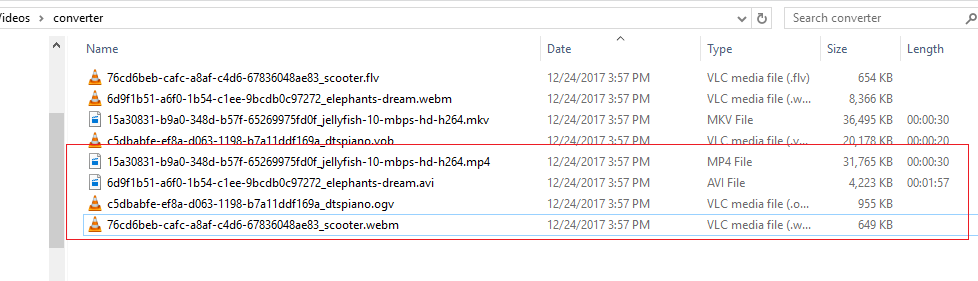 Videos > converter Search converter
Name Date Type Size Length
76cd6beb-cafc-a8af-c4d6-67836048ae83_scooter.flv 12/24/2017 3:57 PM VLC media file (.flv) 654 KB
6d9f1b51-a6f0-1b54-c1ee-9bcdb0c97272_elephants-dream.webm 12/24/2017 3:57 PM VLC media file (.w... 8,366 KB
15a30831-b9a0-348d-b57f-65269975fd0f_jellyfish-10-mbps-hd-h264.mkv 12/24/2017 3:57 PM MKV File 36,495 KB 00:00:30
c5dbabfe-ef8a-d063-1198-b7a11ddf169a_dtspiano.vob 12/24/2017 3:57 PM VLC media file (.v... 20,178 KB 00:00:20
15a30831-b9a0-348d-b57f-65269975fd0f_jellyfish-10-mbps-hd-h264.mp4 12/24/2017 3:57 PM MP4 File 31,765 KB 00:00:30
6d9f1b51-a6f0-1b54-c1ee-9bcdb0c97272_elephants-dream.avi 12/24/2017 3:57 PM AVI File 4,223 KB 00:01:57
c5dbabfe-ef8a-d063-1198-b7a11ddf169a_dtspiano.ogv 12/24/2017 3:57 PM VLC media file (.o... 955 KB
76cd6beb-cafc-a8af-c4d6-67836048ae83_scooter.webm 12/24/2017 3:57 PM VLC media file (.w... 649 KB